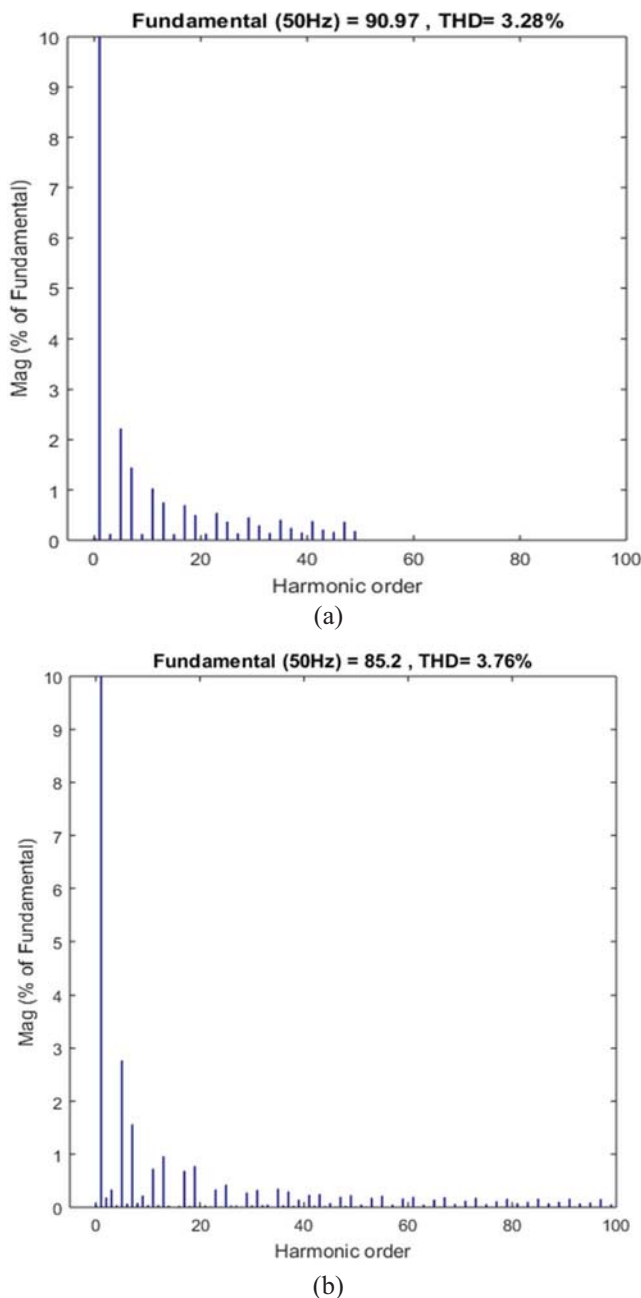 Fundamental (50Hz) = 90.97 , THD= 3.28%
10
9
8
7
6
5
4
3
2
1
0
Mag (% of Fundamental)
0 20 40 60 80 100
Harmonic order
(a)
Fundamental (50Hz) = 85.2 , THD= 3.76%
10
9
8
7
6
5
4
3
2
1
0
Mag (% of Fundamental)
0 20 40 60 80 100
Harmonic order
(b)